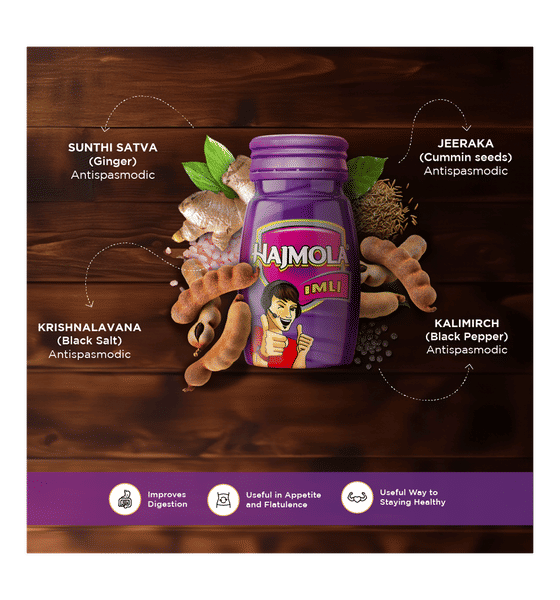 SUNTHI SATVA
(Ginger)
Antispasmodic
JEERAKA
(Cummin seeds)
Antispasmodic
HAJMOLA
IMLI
KRISHNALAVANA
(Black Salt)
Antispasmodic
KALIMIRCH
(Black Pepper)
Antispasmodic
Improves
Digestion
Useful in Appetite
and Flatulence
Useful Way to
Staying Healthy